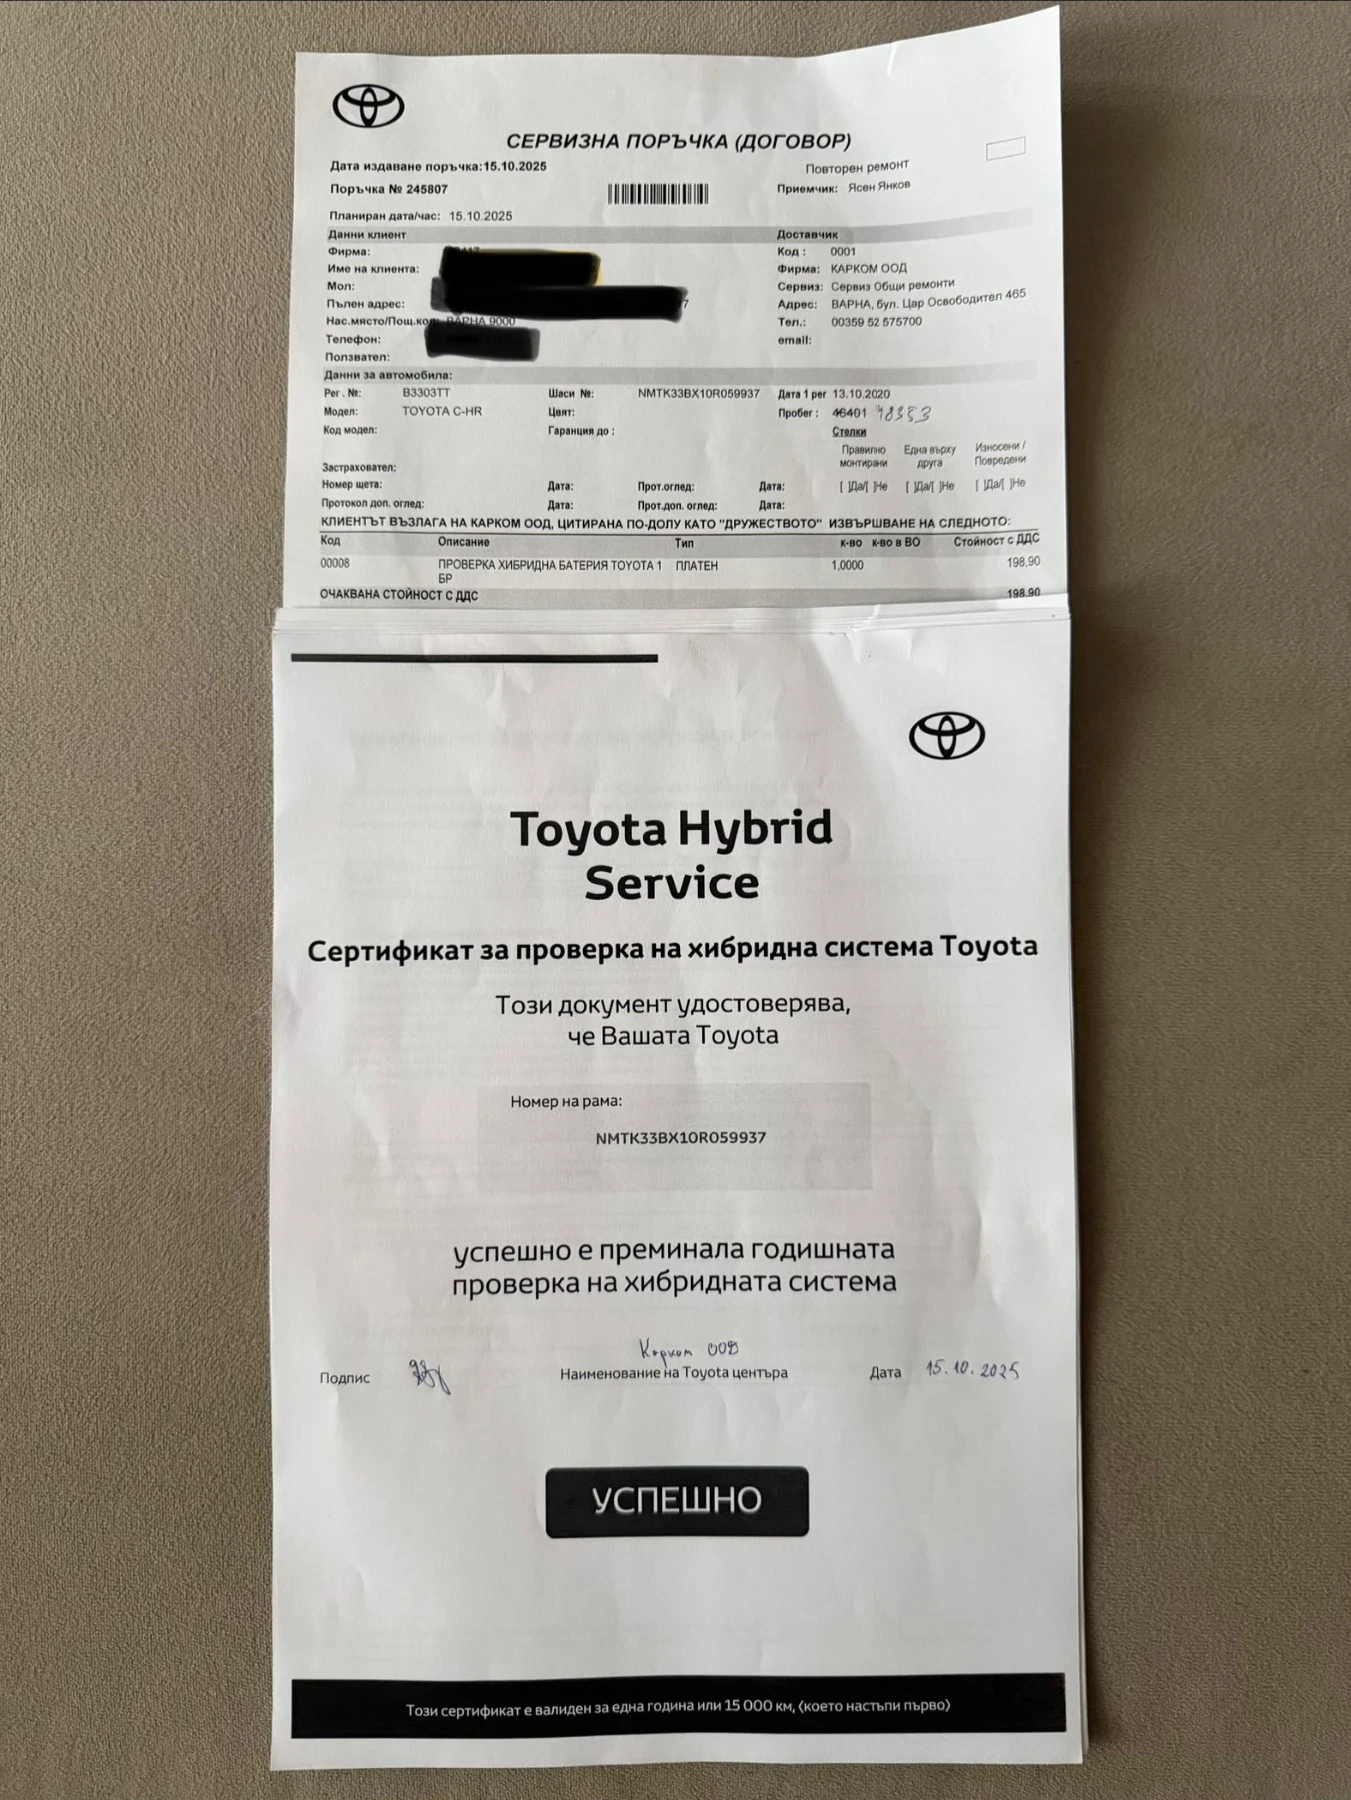 СЕРВИЗНА ПОРЪЧКА (ДОГОВОР)
Дата издаване поръчка:15.10.2025
Повторен ремонт
Поръчка № 245807
Приемчик: Ясен Янков
Планиран дата/час: 15.10.2025
Данни клиент Доставчик
Фирма: Код : 0001
Име на клиента: Фирма: КАРКОМ ООД
Мол: Сервиз: Сервиз Общи ремонти
Пълен адрес: 7 Адрес: ВАРНА, бул. Цар Освободител 465
Нас.място/Пощ.код: ВАРНА 9000 Тел.: 00359 52 575700
Телефон: email:
Ползвател:
Данни за автомобила:
Рег . №: B3303TT Шаси №: NMTK33BX10R059937 Дата 1 рег 13.10.2020
Модел: TOYOTA C-HR Цвят: Пробег : 46401 48353
Код модел: Гаранция до : Стелки
Правилно монтирани Една върху друга Износени / Повредени
Застраховател:
Номер щета: Дата: Прот.оглед: Дата: [ ]Да/[ ]Не [ ]Да/[ ]Не [ ]Да/[ ]Не
Протокол доп. оглед: Дата: Прот.доп. оглед: Дата:
КЛИЕНТЪТ ВЪЗЛАГА НА КАРКОМ ООД, ЦИТИРАНА ПО-ДОЛУ КАТО "ДРУЖЕСТВОТО" ИЗВЪРШВАНЕ НА СЛЕДНОТО:
Код Описание Тип к-во к-во в ВО Стойност с ДДС
00008 ПРОВЕРКА ХИБРИДНА БАТЕРИЯ TOYOTA 1 ПЛАТЕН 1,0000 198,90
БР
ОЧАКВАНА СТОЙНОСТ С ДДС 198,90
Toyota Hybrid
Service
Сертификат за проверка на хибридна система Toyota
Този документ удостоверява,
че Вашата Toyota
Номер на рама:
NMTK33BX10R059937
успешно е преминала годишната
проверка на хибридната система
Карком ООД
Подпис Наименование на Toyota центъра Дата 15.10.2025
УСПЕШНО
Този сертификат е валиден за една година или 15 000 км, (което настъпи първо)